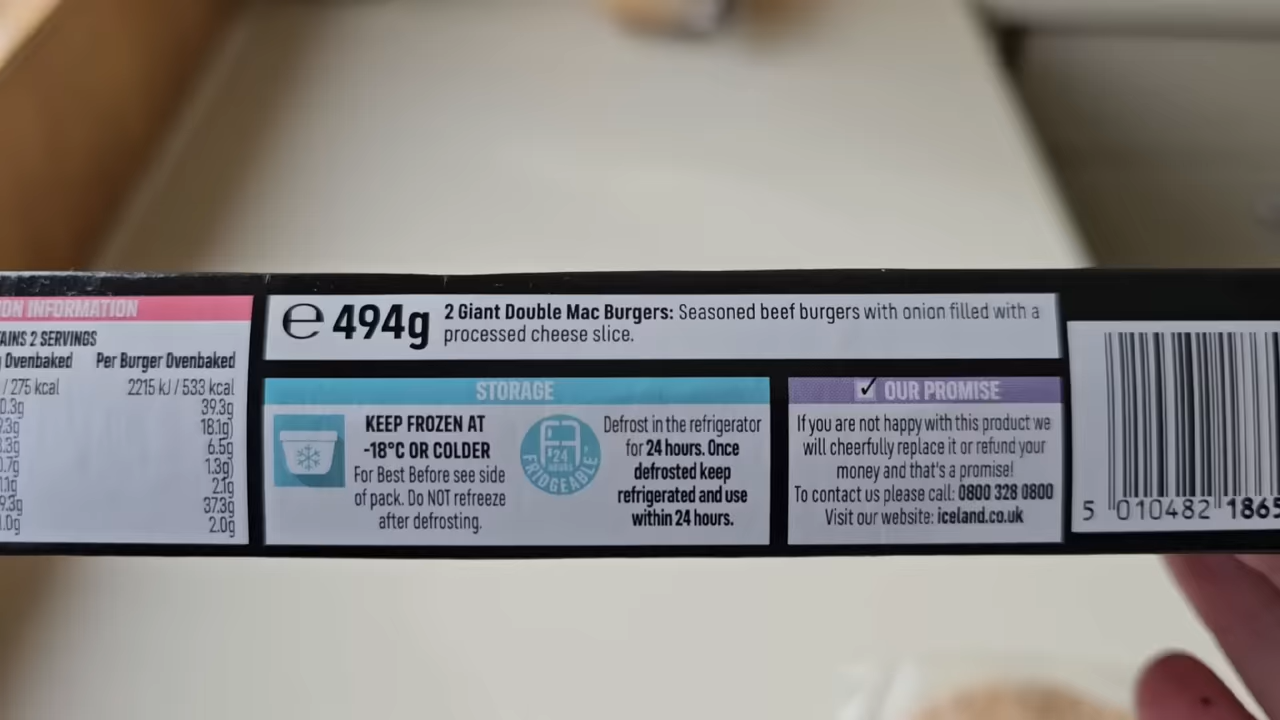 ON INFORMATION
AINS 2 SERVINGS
Ovenbaked Per Burger Ovenbaked
/ 275 kcal 2215 kJ / 533 kcal
0.3g 39.3g
.3g 18.1g)
.3g 6.5g
.7g 1.3g)
.1g 2.1g
9.3g 37.3g
.0g 2.0g
e 494g
2 Giant Double Mac Burgers: Seasoned beef burgers with onion filled with a
processed cheese slice.
STORAGE
KEEP FROZEN AT
-18°C OR COLDER
For Best Before see side
of pack. Do NOT refreeze
after defrosting.
24
HOURS
FRIDGEABLE
Defrost in the refrigerator
for 24 hours. Once
defrosted keep
refrigerated and use
within 24 hours.
✓ OUR PROMISE
If you are not happy with this product we
will cheerfully replace it or refund your
money and that's a promise!
To contact us please call: 0800 328 0800
Visit our website: iceland.co.uk
5 010482 1865